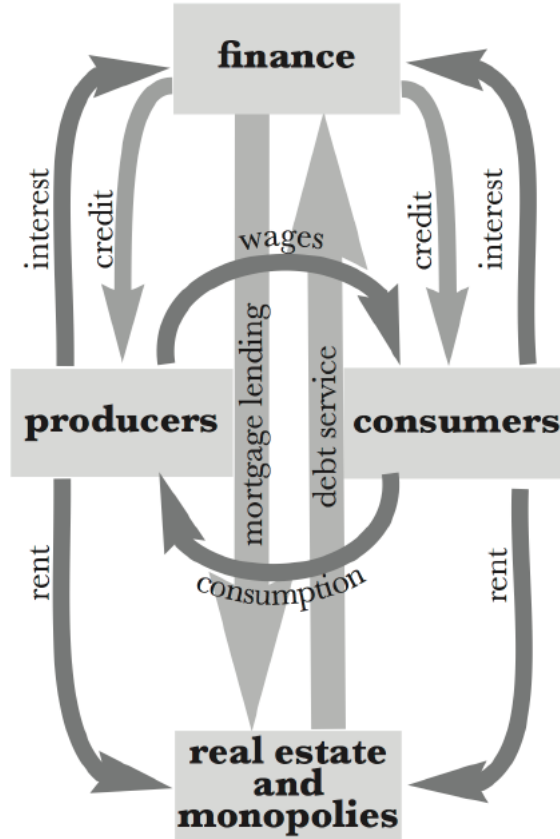 finance
interest
credit
wages
credit
interest
producers
mortgage lending
debt service
consumers
rent
consumption
rent
real estate
and
monopolies